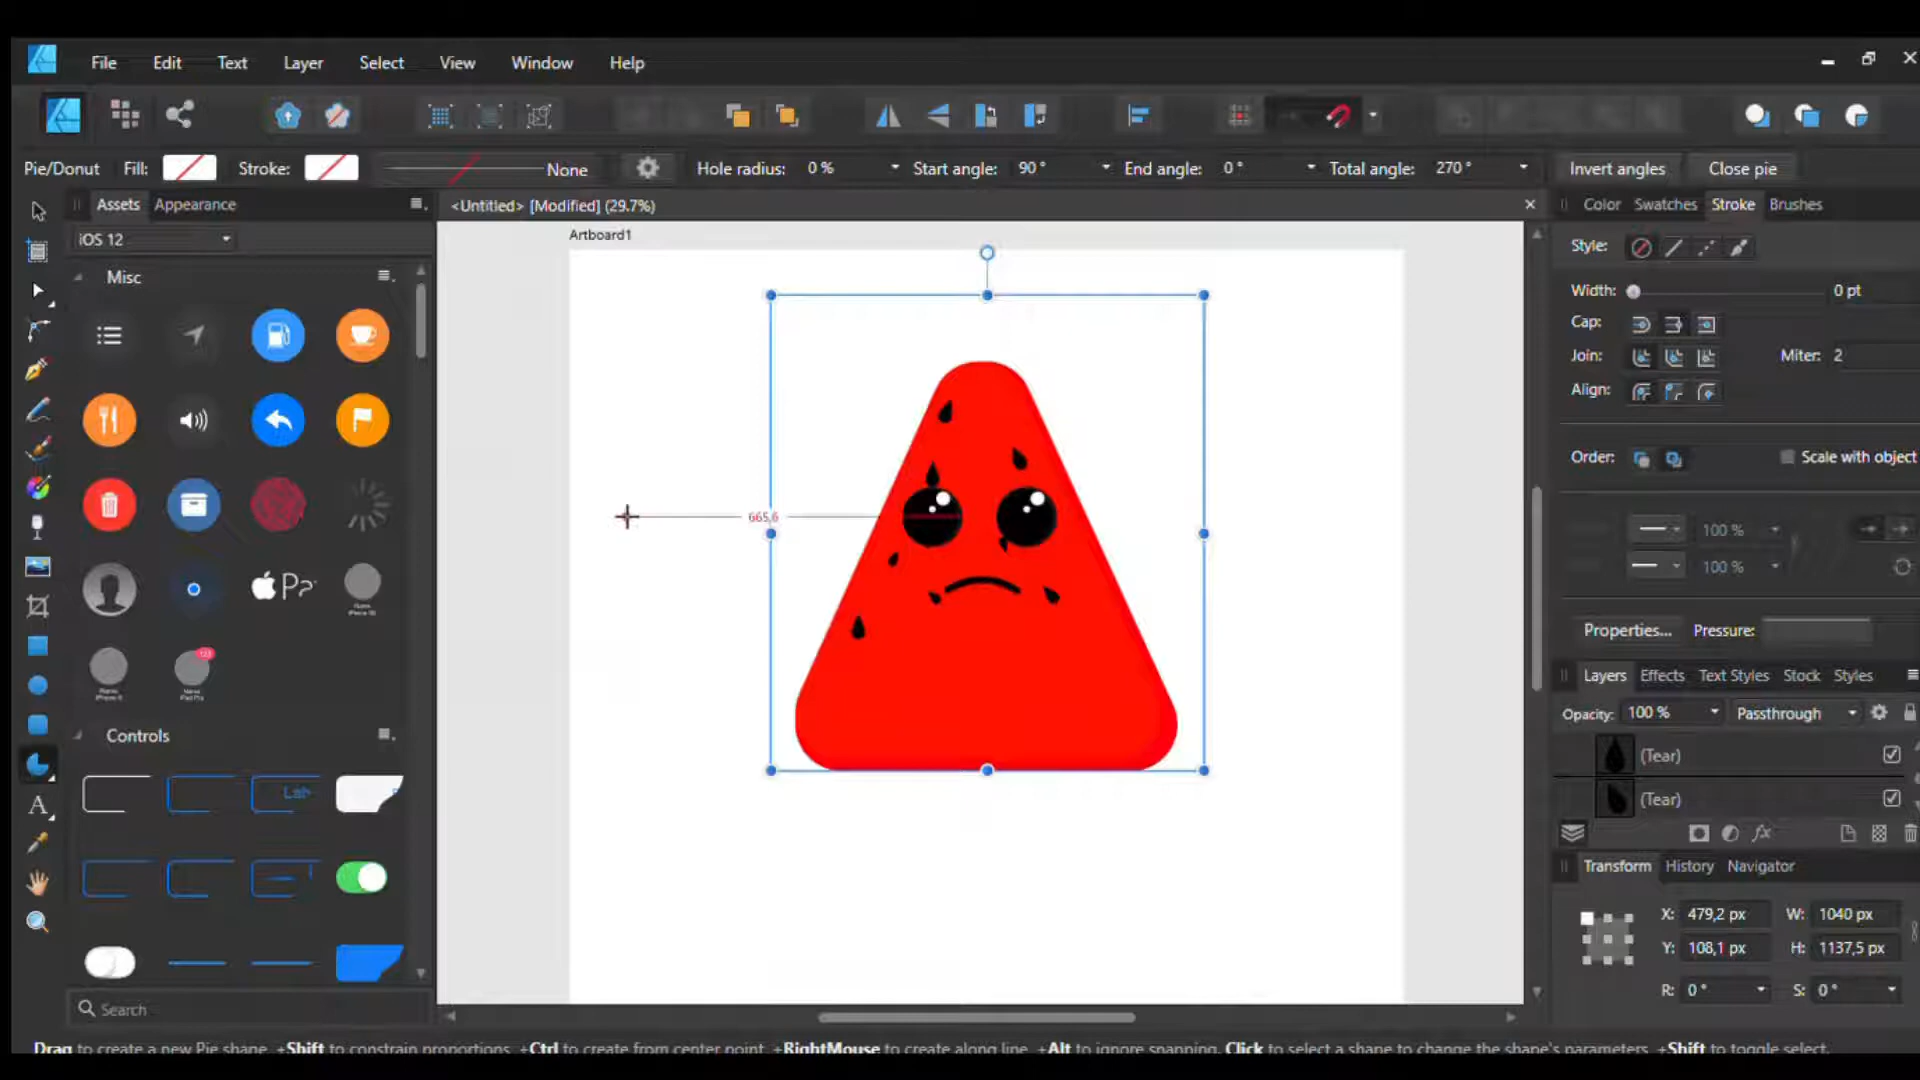 File Edit Text Layer Select View Window Help
Pie/Donut Fill: Stroke: None Hole radius: 0 % Start angle: 90 ° End angle: 0 ° Total angle: 270 ° Invert angles Close pie
Assets Appearance
<Untitled> [Modified] (29.7%)
Color Swatches Stroke Brushes
iOS 12
Artboard1
Style:
Misc
Width: 0 pt
Cap:
Join: Miter: 2
Align:
Order: Scale with object
665,6
100 %
100 %
Properties... Pressure:
123
Layers Effects Text Styles Stock Styles
Opacity: 100 % Passthrough
Controls
(Tear)
(Tear)
Transform History Navigator
X: 479,2 px W: 1040 px
Y: 108,1 px H: 1137,5 px
R: 0 ° S: 0 °
Search
Drag to create a new Pie shape. +Shift to constrain proportions. +Ctrl to create from center point. +RightMouse to create along line. +Alt to ignore snapping. Click to select a shape to change the shape's parameters. +Shift to toggle select.